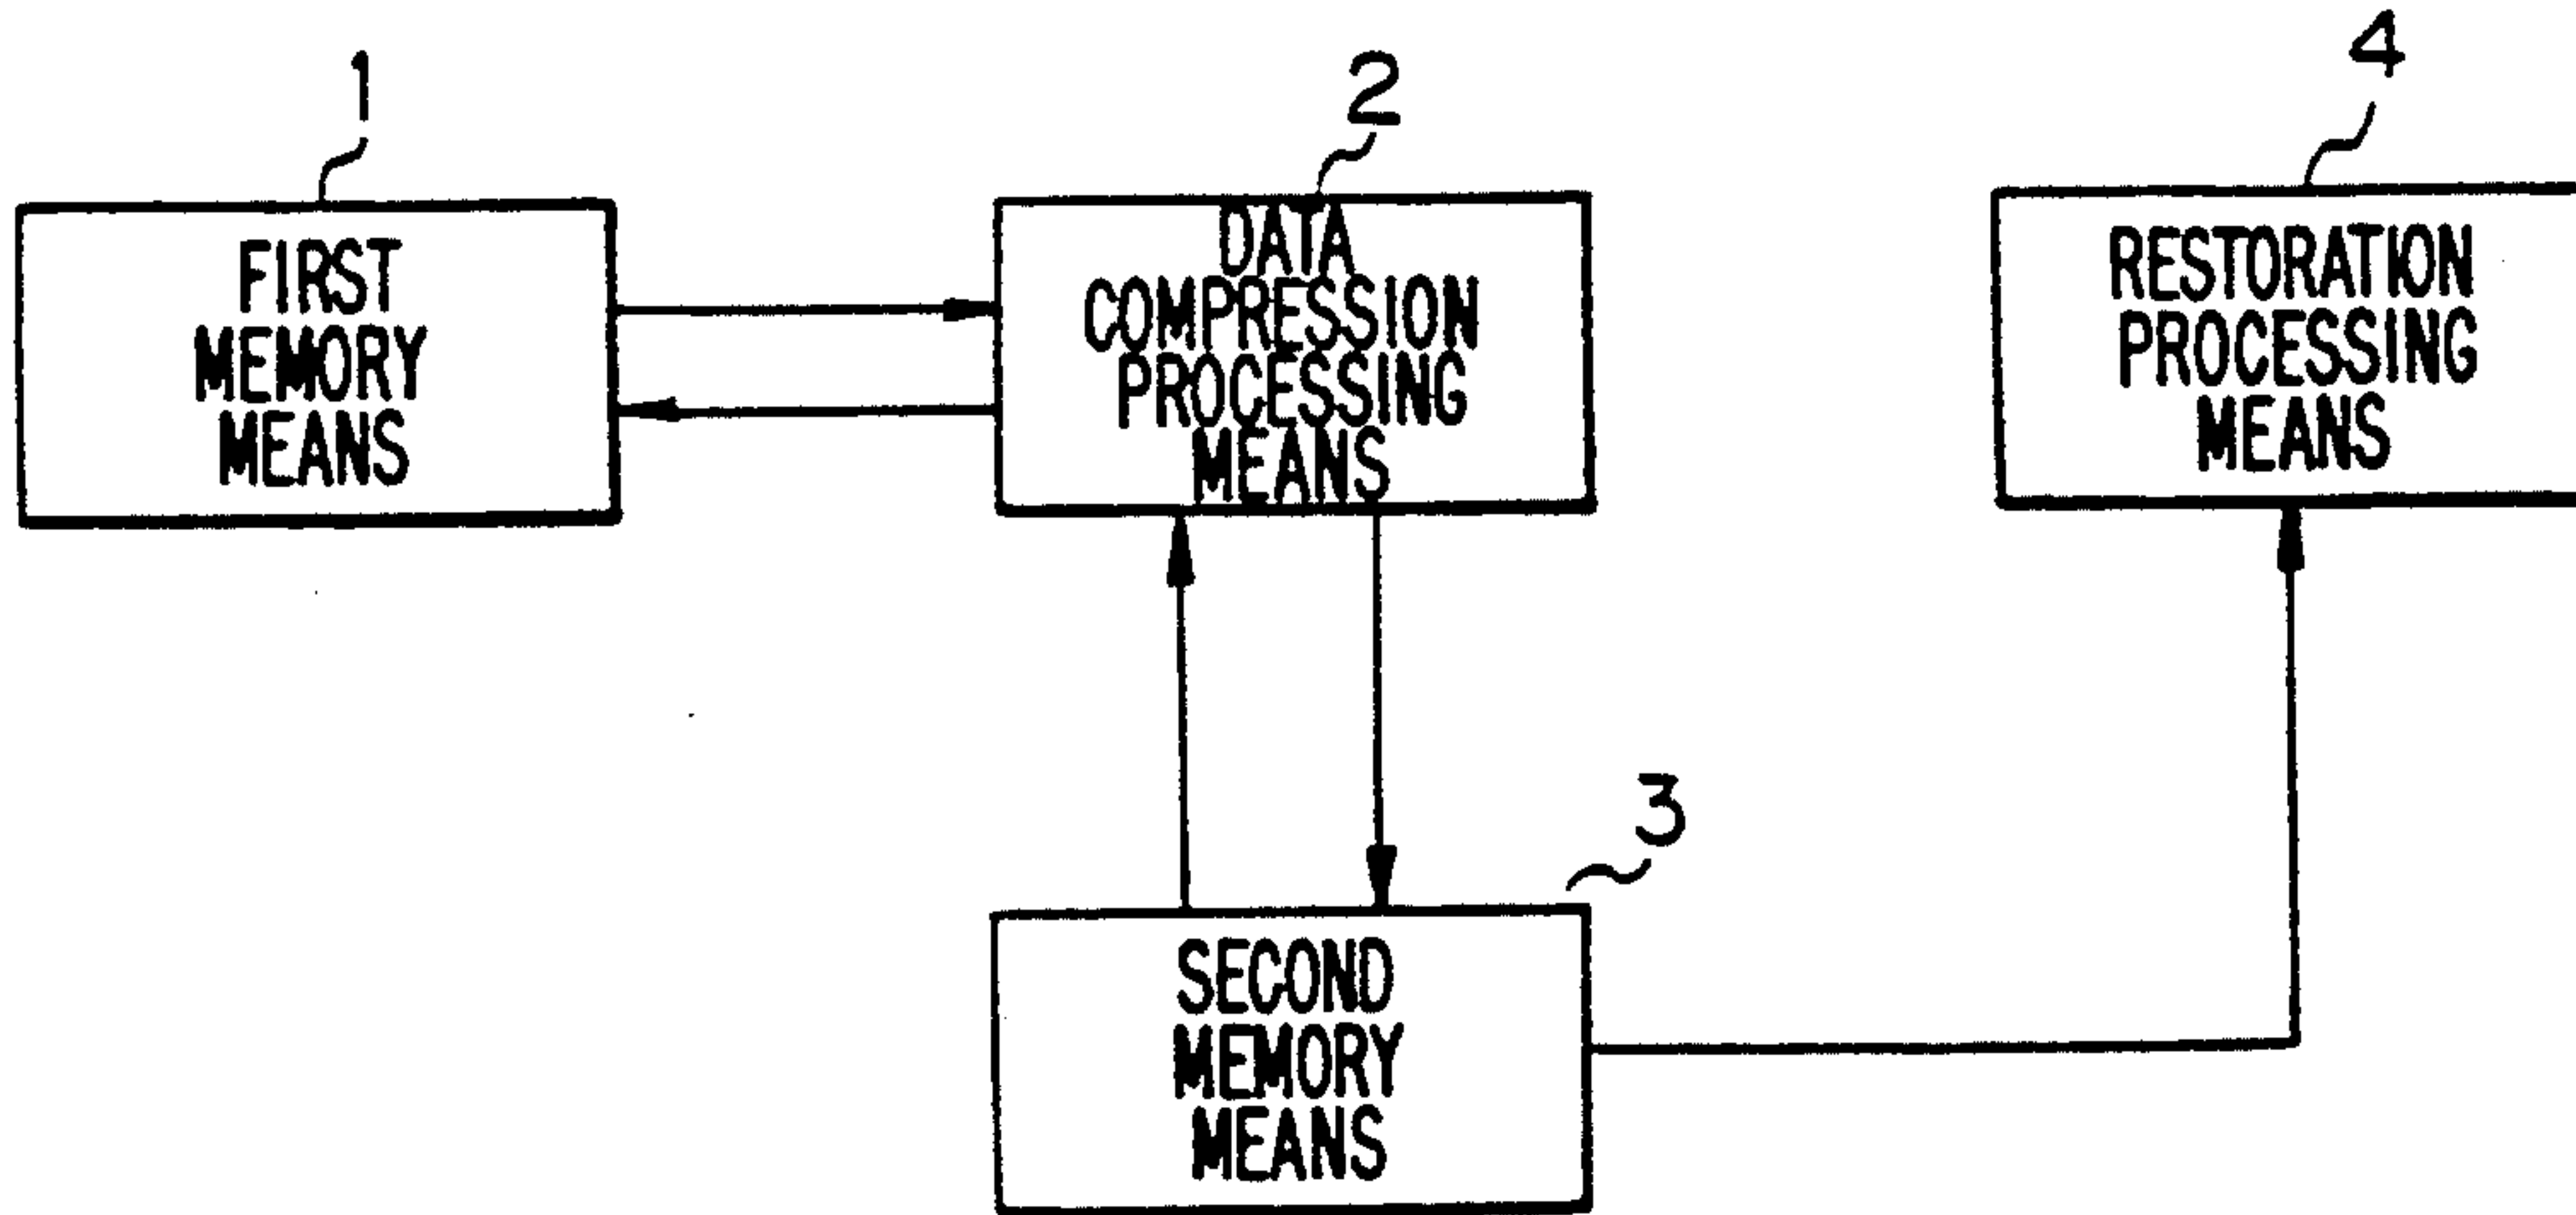 1
2
4
FIRST
MEMORY
MEANS
DATA
COMPRESSION
PROCESSING
MEANS
RESTORATION
PROCESSING
MEANS
3
SECOND
MEMORY
MEANS